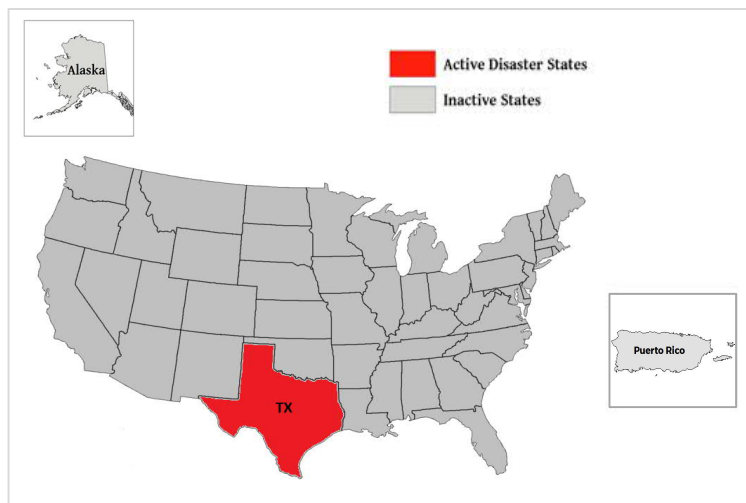 Alaska
Active Disaster States
Inactive States
Puerto Rico
TX